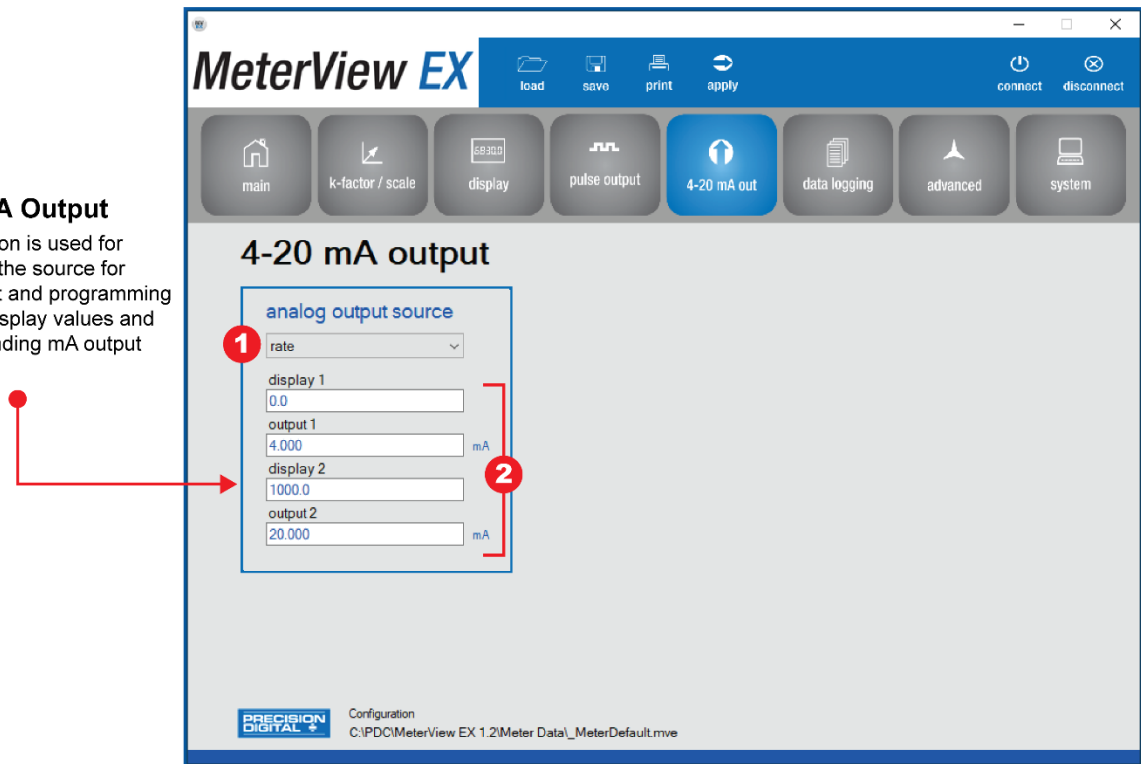 MeterView EX
load save print apply connect disconnect
main k-factor / scale display pulse output 4-20 mA out data logging advanced system
A Output
on is used for
the source for
t and programming
splay values and
ding mA output
4-20 mA output
analog output source
1
rate
display 1
0.0
output 1
4.000 mA
display 2
1000.0
output 2
20.000 mA
2
PRECISION
DIGITAL +
Configuration
C:\PDC\MeterView EX 1.2\Meter Data\_MeterDefault.mve